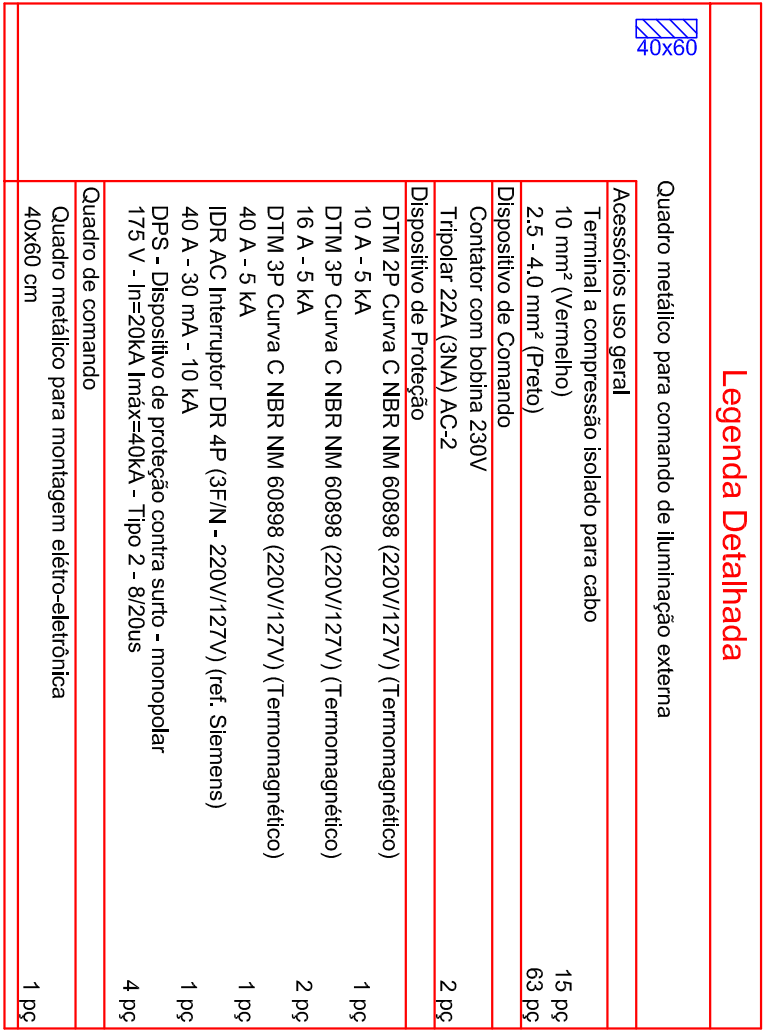 Legenda Detalhada
40x60
Quadro metálico para comando de iluminação externa
Acessórios uso geral
Terminal a compressão isolado para cabo
10 mm² (Vermelho) 15 pç
2.5 - 4.0 mm² (Preto) 63 pç
Dispositivo de Comando
Contator com bobina 230V
Tripolar 22A (3NA) AC-2 2 pç
Dispositivo de Proteção
DTM 2P Curva C NBR NM 60898 (220V/127V) (Termomagnético)
10 A - 5 kA 1 pç
DTM 3P Curva C NBR NM 60898 (220V/127V) (Termomagnético)
16 A - 5 kA 2 pç
DTM 3P Curva C NBR NM 60898 (220V/127V) (Termomagnético)
40 A - 5 kA 1 pç
IDR AC Interruptor DR 4P (3F/N - 220V/127V) (ref. Siemens)
40 A - 30 mA - 10 kA 1 pç
DPS - Dispositivo de proteção contra surto - monopolar
175 V - In=20kA Imáx=40kA - Tipo 2 - 8/20us 4 pç
Quadro de comando
Quadro metálico para montagem elétro-eletrônica
40x60 cm 1 pç